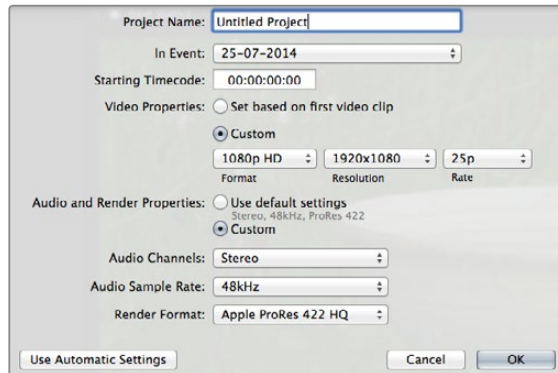 Project Name: Untitled Project
In Event: 25-07-2014
Starting Timecode: 00:00:00:00
Video Properties: Set based on first video clip
Custom
1080p HD 1920x1080 25p
Format Resolution Rate
Audio and Render Properties: Use default settings
Stereo, 48kHz, ProRes 422
Custom
Audio Channels: Stereo
Audio Sample Rate: 48kHz
Render Format: Apple ProRes 422 HQ
Use Automatic Settings Cancel OK